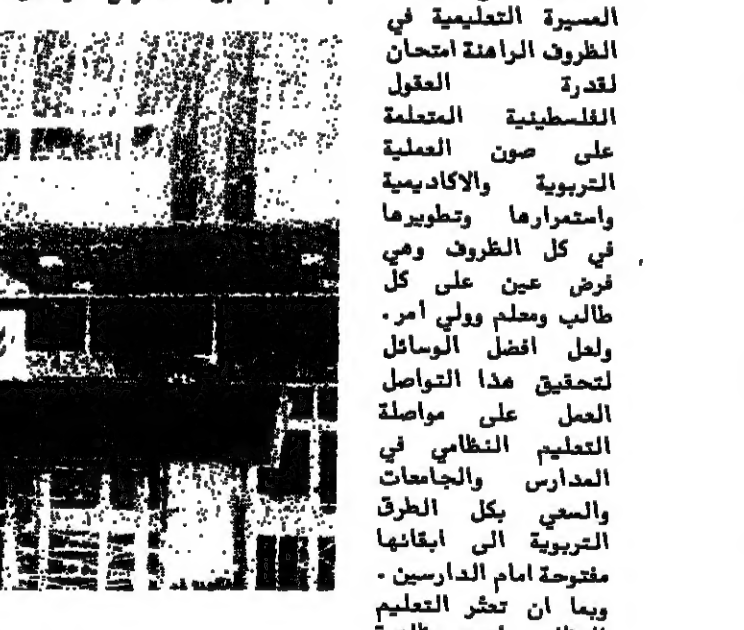 المسيرة التعليمية في
الظروف الراهنة امتحان
لقدرة العقول
الفلسطينية المتعلمة
على صون العملية
التربوية والاكاديمية
واستمرارها وتطويرها
في كل الظروف وهي
فرض عين على كل
طالب ومعلم وولي أمر.
ولعل افضل الوسائل
لتحقيق هذا التواصل
العمل على مواصلة
التعليم النظامي في
المدارس والجامعات
والسعي بكل الطرق
التربوية الى ابقائها
مفتوحة امام الدارسين.
وبما ان تعثر التعليم